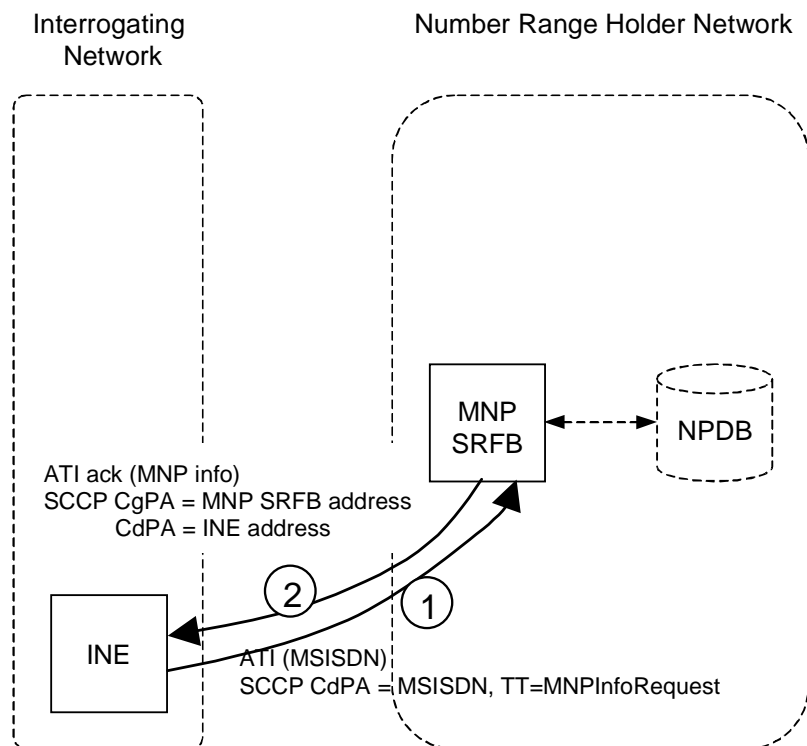 Interrogating
Network
Number Range Holder Network
MNP
SRFB
NPDB
ATI ack (MNP info)
SCCP CgPA = MNP SRFB address
CdPA = INE address
2
1
INE
ATI (MSISDN)
SCCP CdPA = MSISDN, TT=MNPInfoRequest